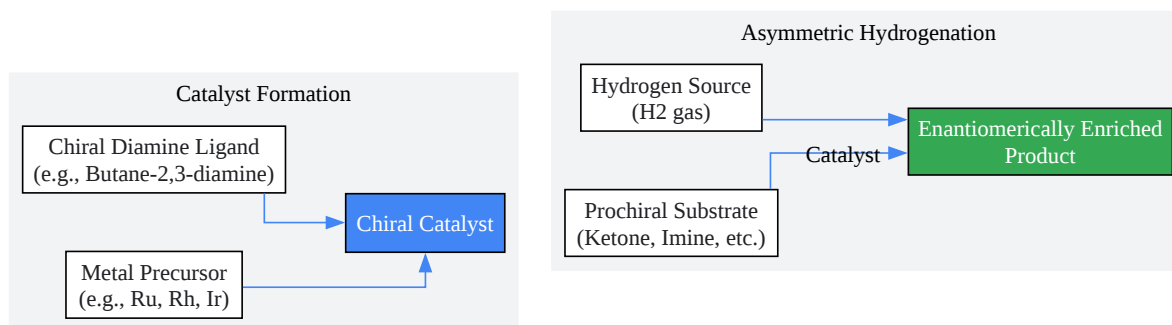 Catalyst Formation
Chiral Diamine Ligand
(e.g., Butane-2,3-diamine)
Chiral Catalyst
Metal Precursor
(e.g., Ru, Rh, Ir)
Asymmetric Hydrogenation
Hydrogen Source
(H2 gas)
Enantiomerically Enriched
Product
Catalyst
Prochiral Substrate
(Ketone, Imine, etc.)